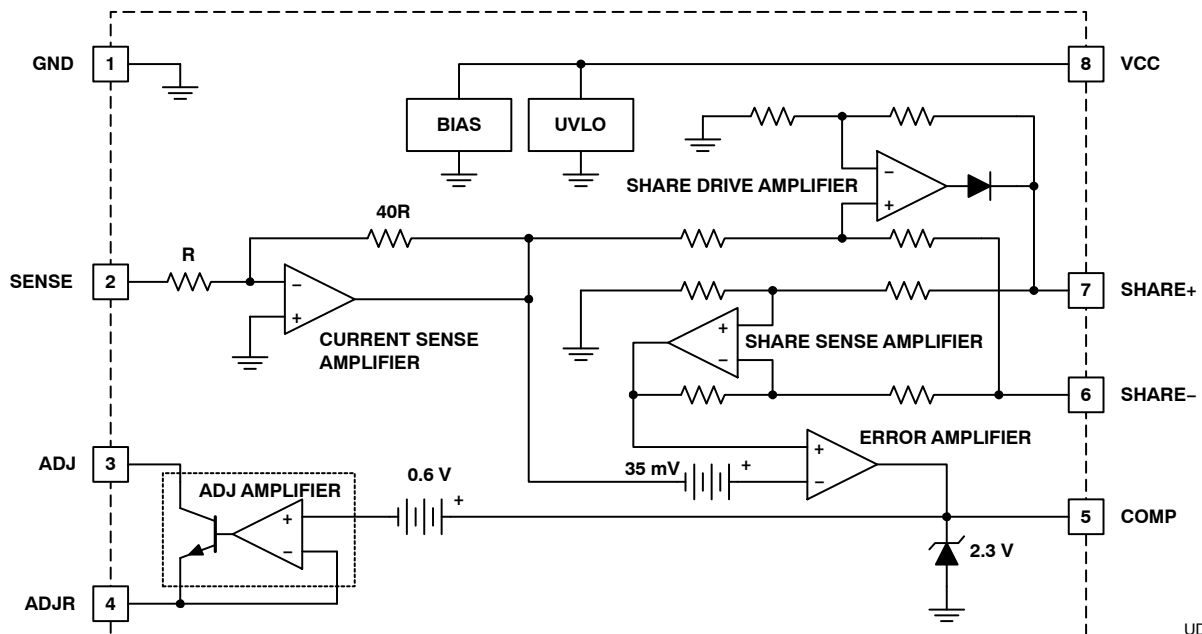 GND 1
8 VCC
BIAS
UVLO
SHARE DRIVE AMPLIFIER
−
+
40R
R
SENSE 2
−
+
CURRENT SENSE
AMPLIFIER
7 SHARE+
+
−
SHARE SENSE AMPLIFIER
6 SHARE−
ERROR AMPLIFIER
+
−
35 mV
+
ADJ 3
ADJ AMPLIFIER
0.6 V
+
+
−
5 COMP
2.3 V
ADJR 4
UD